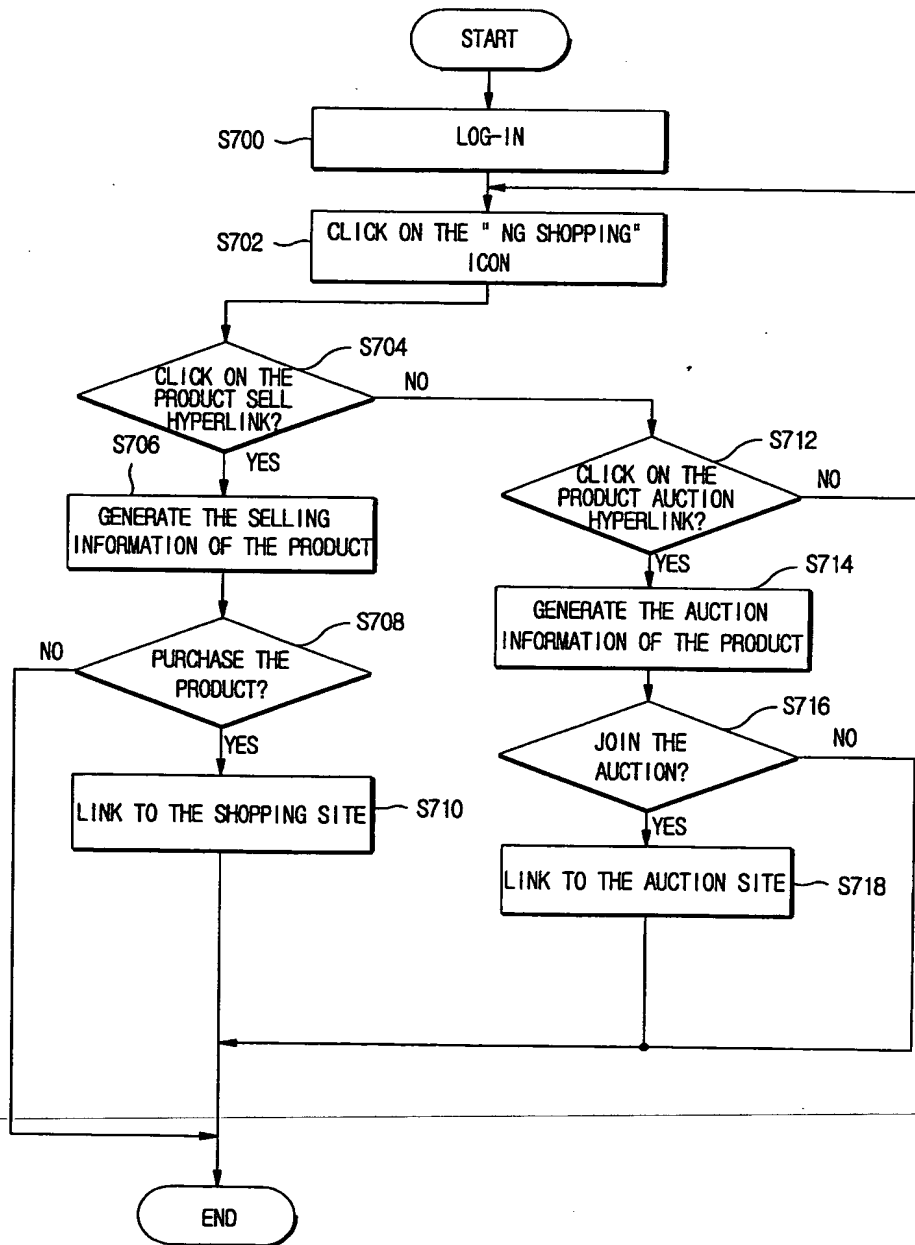 START
S700
LOG-IN
S702
CLICK ON THE " NG SHOPPING"
ICON
S704
CLICK ON THE
PRODUCT SELL
HYPERLINK?
NO
YES
S706
GENERATE THE SELLING
INFORMATION OF THE PRODUCT
S708
PURCHASE THE
PRODUCT?
NO
YES
LINK TO THE SHOPPING SITE
S710
S712
CLICK ON THE
PRODUCT AUCTION
HYPERLINK?
NO
YES
S714
GENERATE THE AUCTION
INFORMATION OF THE PRODUCT
S716
JOIN THE
AUCTION?
NO
YES
LINK TO THE AUCTION SITE
S718
END